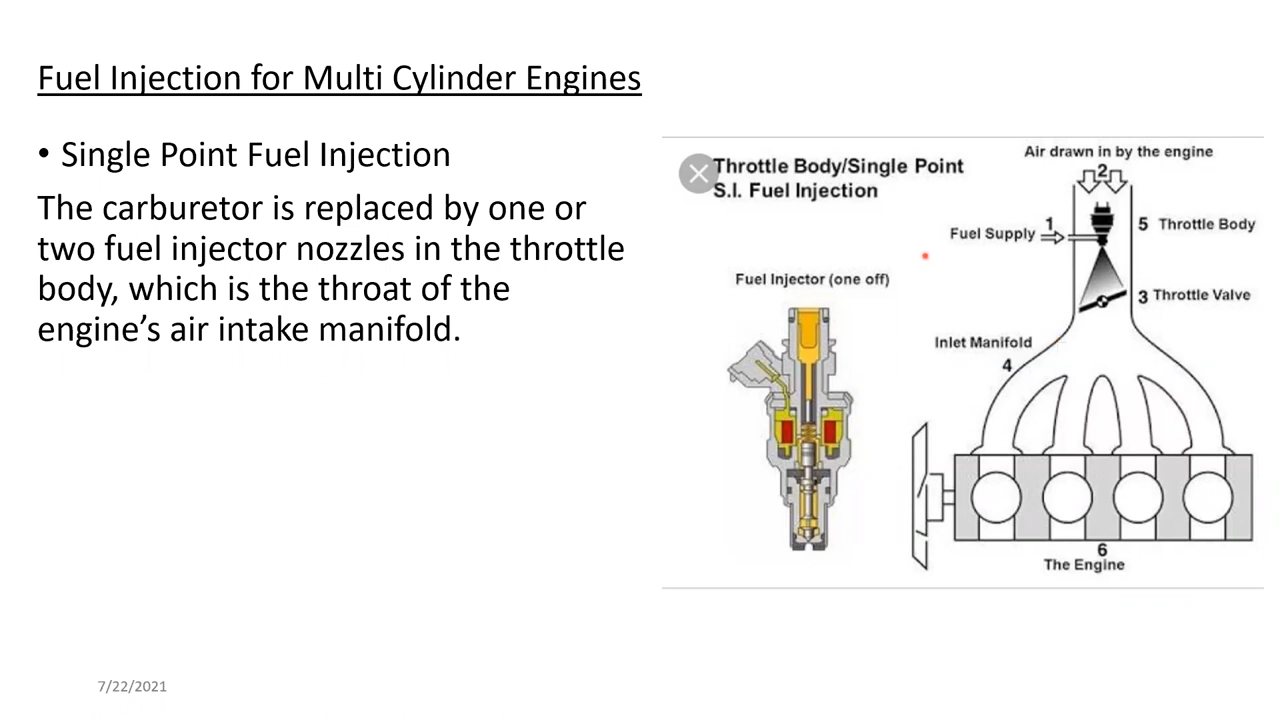 Fuel Injection for Multi Cylinder Engines
• Single Point Fuel Injection
The carburetor is replaced by one or
two fuel injector nozzles in the throttle
body, which is the throat of the
engine’s air intake manifold.
Throttle Body/Single Point
S.I. Fuel Injection
Air drawn in by the engine
2
1
Fuel Supply
5 Throttle Body
Fuel Injector (one off)
3 Throttle Valve
Inlet Manifold
4
6
The Engine
7/22/2021